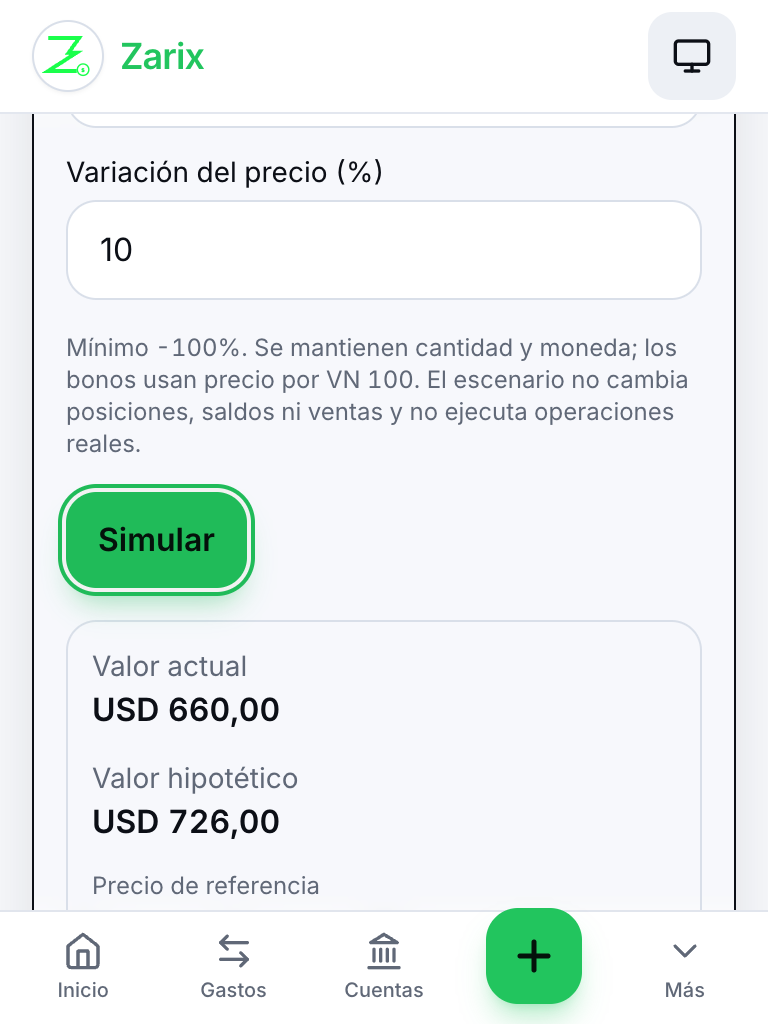 Zarix
Variación del precio (%)
10
Mínimo -100%. Se mantienen cantidad y moneda; los
bonos usan precio por VN 100. El escenario no cambia
posiciones, saldos ni ventas y no ejecuta operaciones
reales.
Simular
Valor actual
USD 660,00
Valor hipotético
USD 726,00
Precio de referencia
Inicio
Gastos
Cuentas
Más